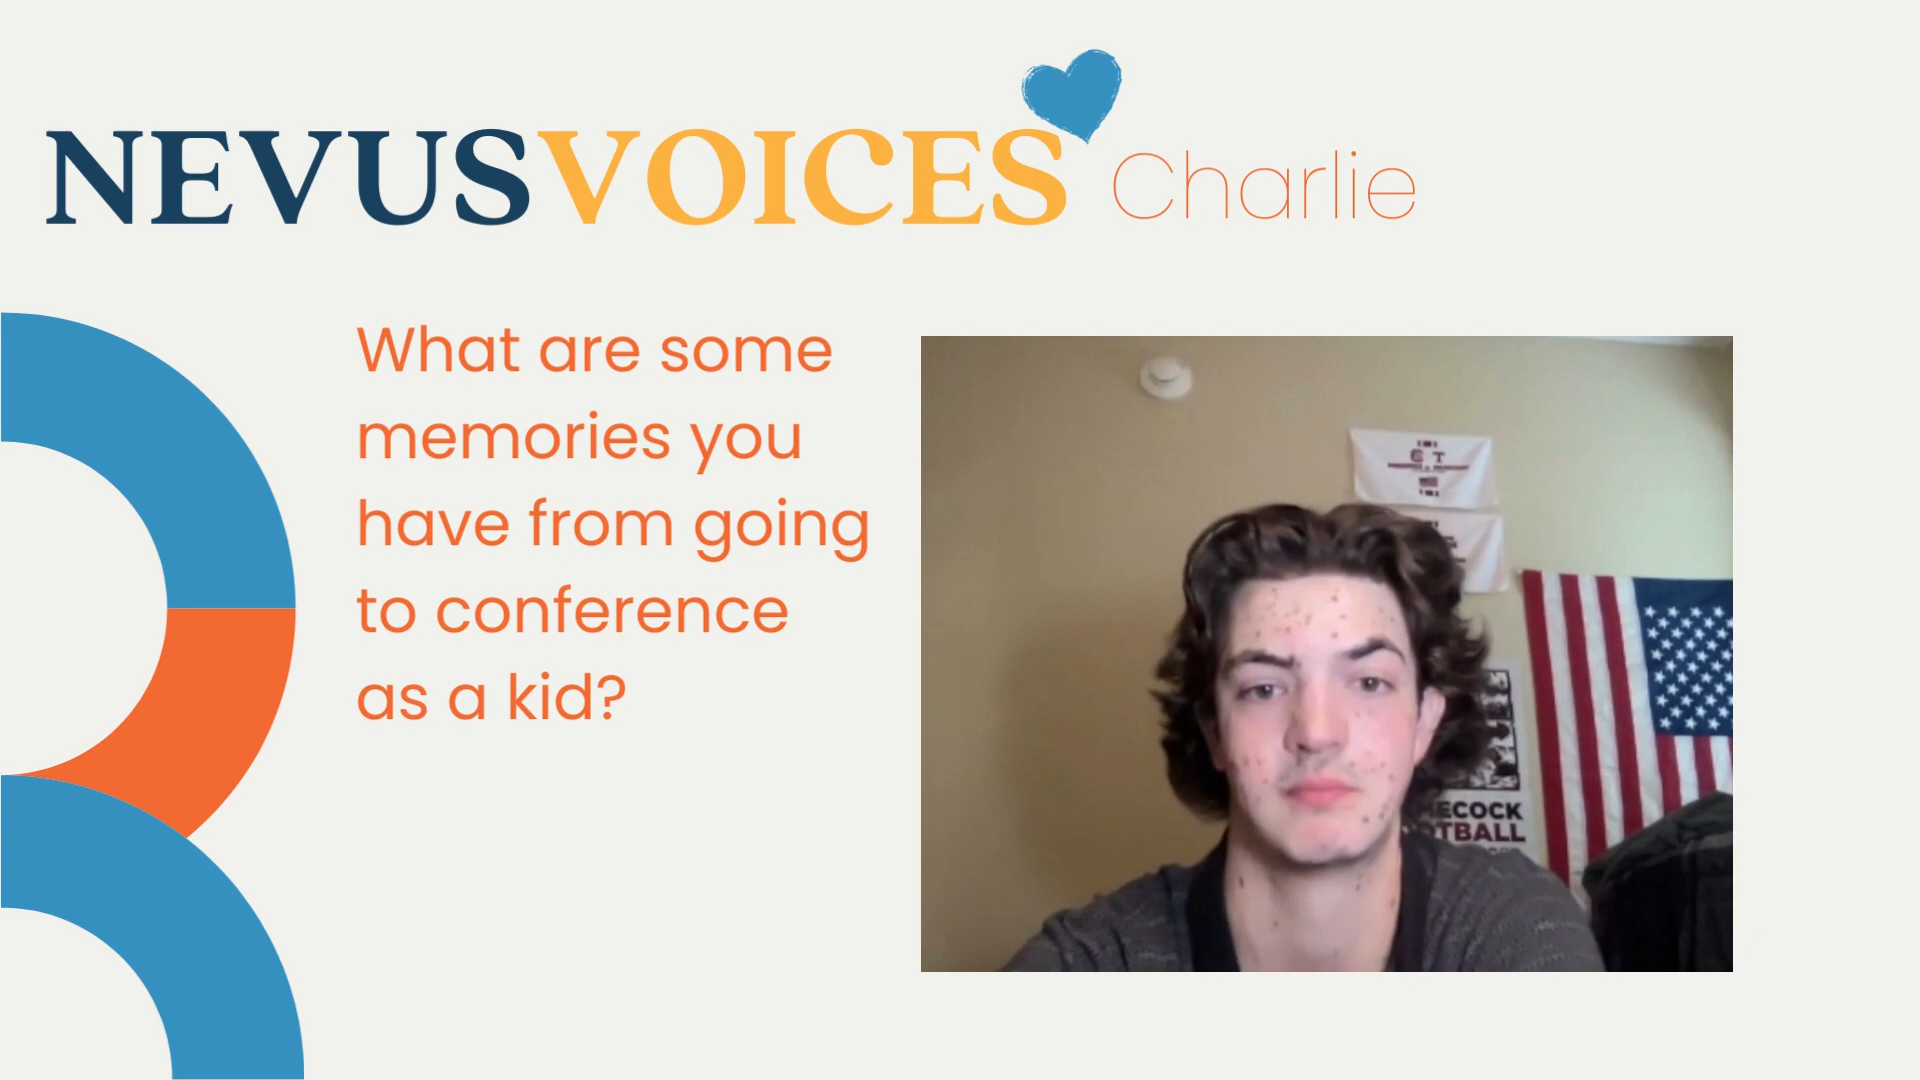 NEVUSVOICES Charlie
What are some
memories you
have from going
to conference
as a kid?
C T
ECOCK
TBALL